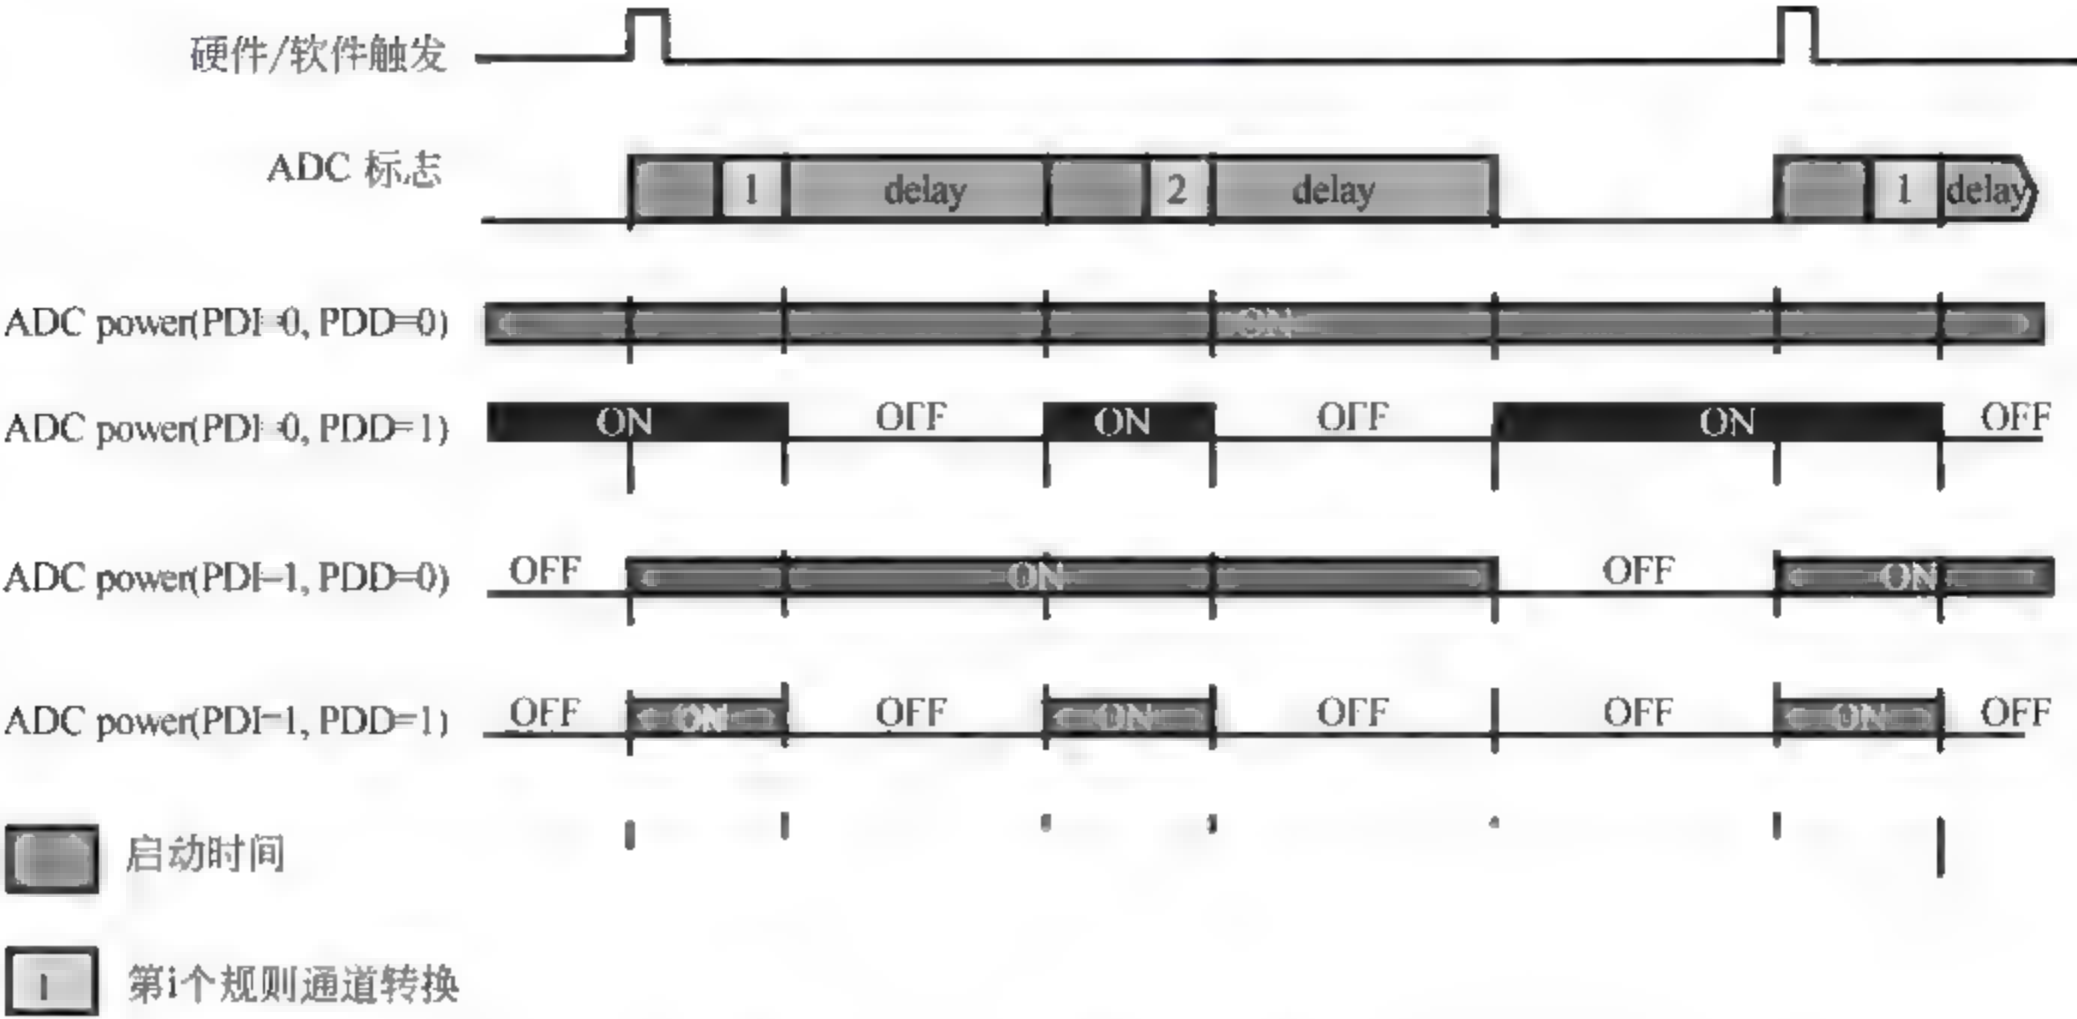 硬件/软件触发
ADC 标志
1 delay 2 delay 1 delay
ADC power(PDI=0, PDD=0)
ON
ADC power(PDI=0, PDD=1)
ON OFF ON OFF ON OFF
ADC power(PDI=1, PDD=0)
OFF ON OFF ON
ADC power(PDI=1, PDD=1)
OFF ON OFF ON OFF OFF ON OFF
启动时间
i 第i个规则通道转换